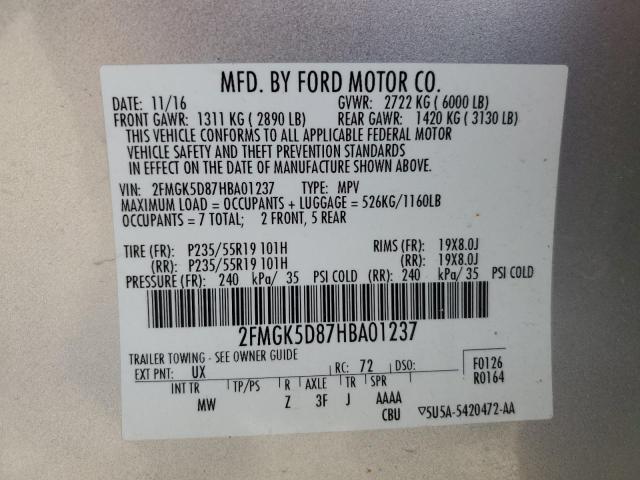 MFD. BY FORD MOTOR CO.
DATE: 11/16 GVWR: 2722 KG ( 6000 LB)
FRONT GAWR: 1311 KG ( 2890 LB) REAR GAWR: 1420 KG ( 3130 LB)
THIS VEHICLE CONFORMS TO ALL APPLICABLE FEDERAL MOTOR
VEHICLE SAFETY AND THEFT PREVENTION STANDARDS
IN EFFECT ON THE DATE OF MANUFACTURE SHOWN ABOVE.
VIN: 2FMGK5D87HBA01237 TYPE: MPV
MAXIMUM LOAD = OCCUPANTS + LUGGAGE = 526KG/1160LB
OCCUPANTS = 7 TOTAL; 2 FRONT, 5 REAR
TIRE (FR): P235/55R19 101H RIMS (FR): 19X8.0J
(RR): P235/55R19 101H (RR): 19X8.0J
PRESSURE (FR): 240 kPa/ 35 PSI COLD (RR): 240 kPa/ 35 PSI COLD
2FMGK5D87HBA01237
TRAILER TOWING - SEE OWNER GUIDE
EXT PNT: UX RC: 72 DSO: F0126
R0164
INT TR TP/PS R AXLE TR SPR
MW Z 3F J AAAA
CBU ▽5U5A-5420472-AA